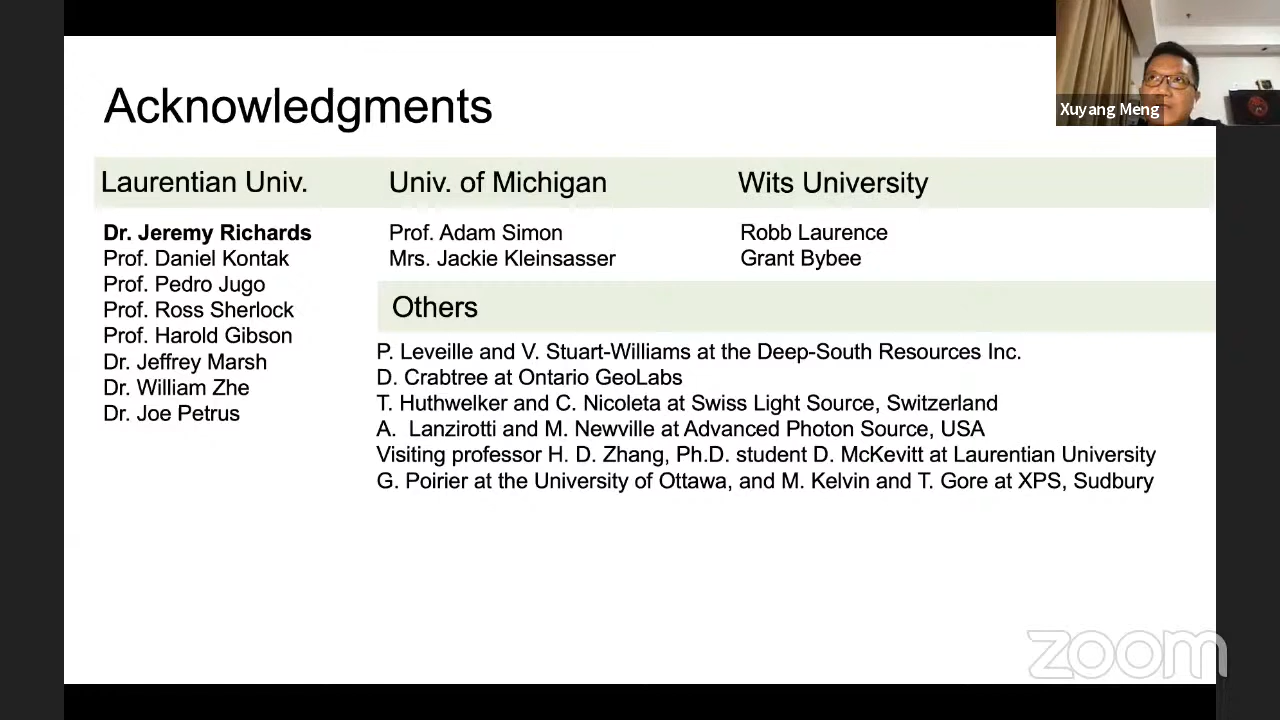 Acknowledgments
Xuyang Meng
Laurentian Univ.
Dr. Jeremy Richards
Prof. Daniel Kontak
Prof. Pedro Jugo
Prof. Ross Sherlock
Prof. Harold Gibson
Dr. Jeffrey Marsh
Dr. William Zhe
Dr. Joe Petrus
Univ. of Michigan
Prof. Adam Simon
Mrs. Jackie Kleinsasser
Wits University
Robb Laurence
Grant Bybee
Others
P. Leveille and V. Stuart-Williams at the Deep-South Resources Inc.
D. Crabtree at Ontario GeoLabs
T. Huthwelker and C. Nicoleta at Swiss Light Source, Switzerland
A. Lanzirotti and M. Newville at Advanced Photon Source, USA
Visiting professor H. D. Zhang, Ph.D. student D. McKevitt at Laurentian University
G. Poirier at the University of Ottawa, and M. Kelvin and T. Gore at XPS, Sudbury
zoom